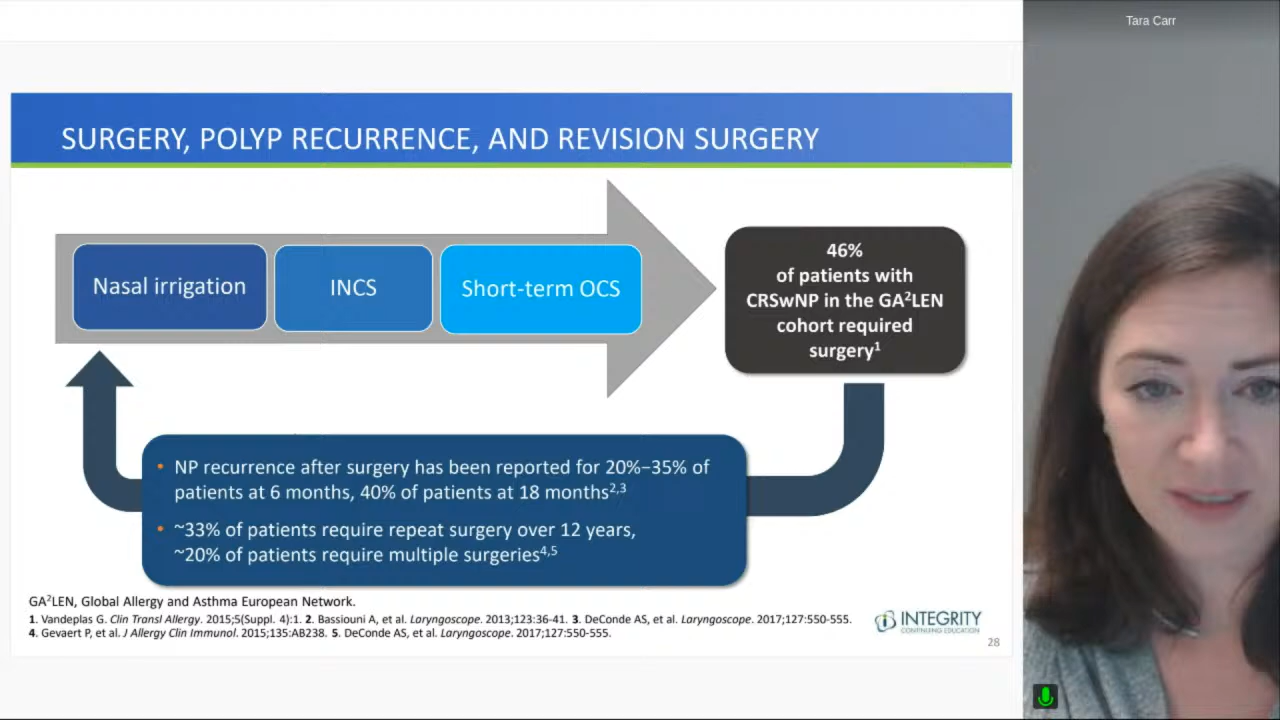 Tara Carr
SURGERY, POLYP RECURRENCE, AND REVISION SURGERY
Nasal irrigation
INCS
Short-term OCS
46%
of patients with
CRSwNP in the GA²LEN
cohort required
surgery¹
• NP recurrence after surgery has been reported for 20%–35% of
patients at 6 months, 40% of patients at 18 months²,³
• ~33% of patients require repeat surgery over 12 years,
~20% of patients require multiple surgeries⁴,⁵
GA²LEN, Global Allergy and Asthma European Network.
1. Vandeplas G. Clin Transl Allergy. 2015;5(Suppl. 4):1. 2. Bassiouni A, et al. Laryngoscope. 2013;123:36-41. 3. DeConde AS, et al. Laryngoscope. 2017;127:550-555.
4. Gevaert P, et al. J Allergy Clin Immunol. 2015;135:AB238. 5. DeConde AS, et al. Laryngoscope. 2017;127:550-555.
INTEGRITY
CONTINUING EDUCATION
28